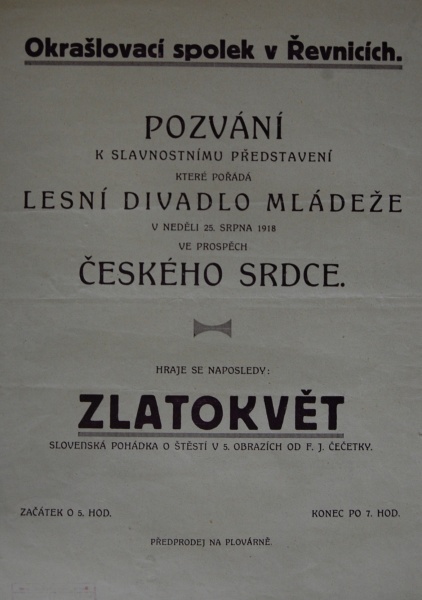 Okrašlovací spolek v Řevnicích.
POZVÁNÍ
K SLAVNOSTNÍMU PŘEDSTAVENÍ
KTERÉ POŘÁDÁ
LESNÍ DIVADLO MLÁDEŽE
V NEDĚLI 25. SRPNA 1918
VE PROSPĚCH
ČESKÉHO SRDCE.
HRAJE SE NAPOSLEDY:
ZLATOKVĚT
SLOVENSKÁ POHÁDKA O ŠTĚSTÍ V 5. OBRAZÍCH OD F. J. ČEČETKY.
ZAČÁTEK O 5. HOD.
KONEC PO 7. HOD.
PŘEDPRODEJ NA PLOVÁRNĚ.